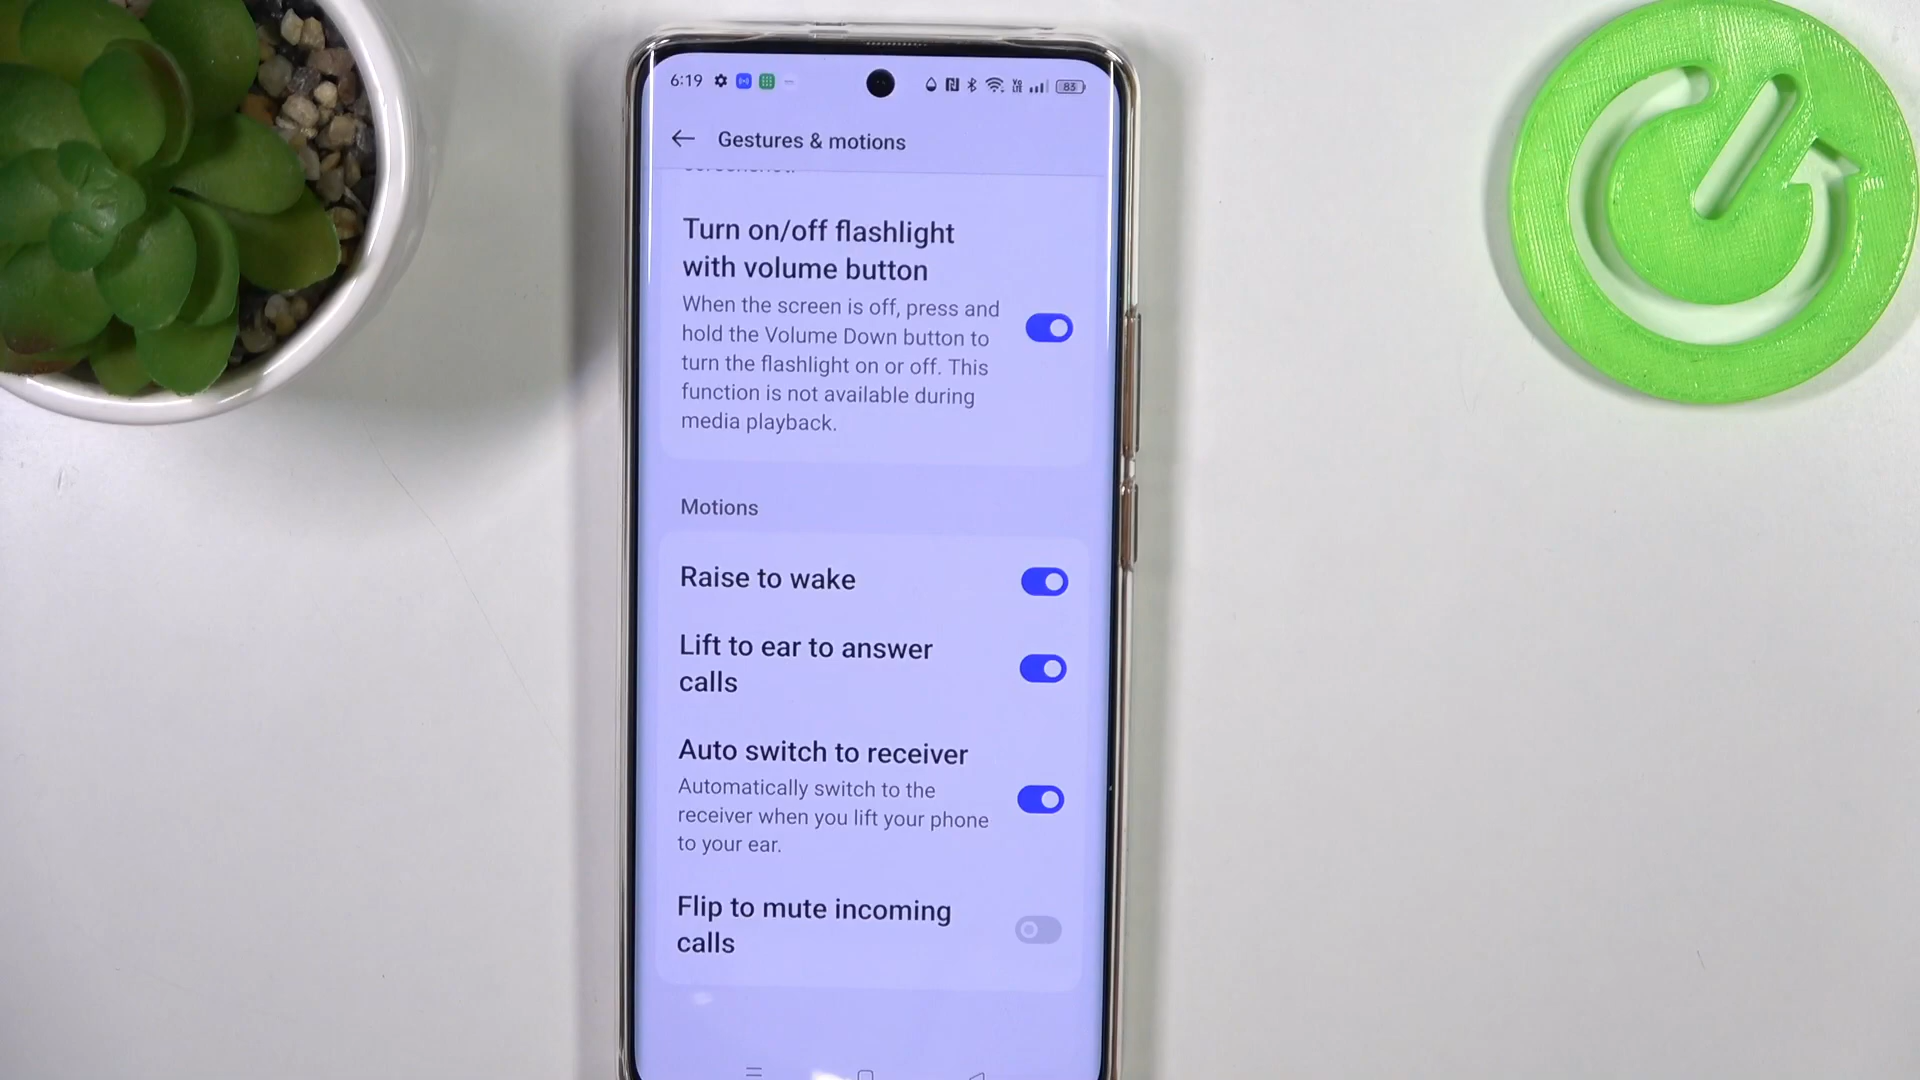 6:19
VO LTE 83
Gestures & motions
Turn on/off flashlight
with volume button
When the screen is off, press and
hold the Volume Down button to
turn the flashlight on or off. This
function is not available during
media playback.
Motions
Raise to wake
Lift to ear to answer
calls
Auto switch to receiver
Automatically switch to the
receiver when you lift your phone
to your ear.
Flip to mute incoming
calls